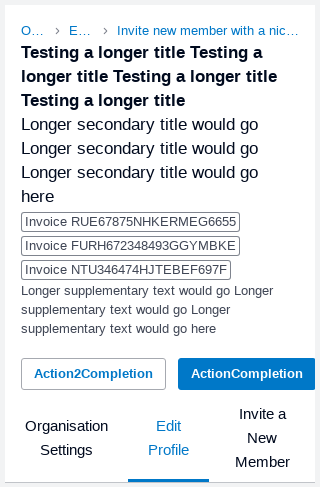 O... > E... > Invite new member with a nic...
Testing a longer title Testing a
longer title Testing a longer title
Testing a longer title
Longer secondary title would go
Longer secondary title would go
Longer secondary title would go
here
Invoice RUE67875NHKERMEG6655
Invoice FURH672348493GGYMBKE
Invoice NTU346474HJTEBEF697F
Longer supplementary text would go Longer
supplementary text would go Longer
supplementary text would go here
Action2Completion ActionCompletion
Organisation Settings
Edit Profile
Invite a New Member